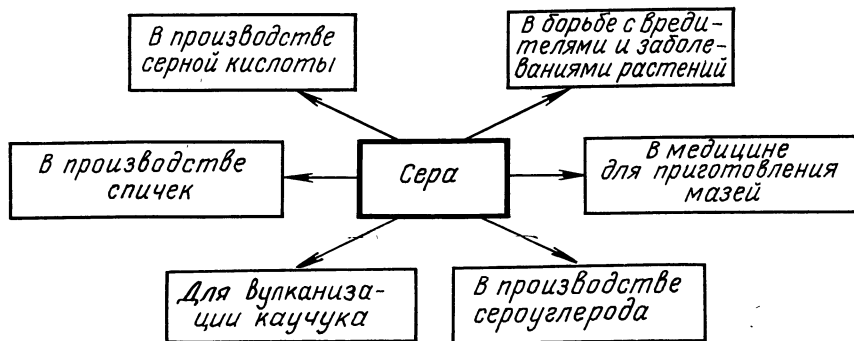 В производстве
серной кислоты
В борьбе с вреди-
телями и заболе-
ваниями растений
В производстве
спичек
Сера
В медицине
для приготовления
мазей
Для вулканиза-
ции каучука
В производстве
сероуглерода